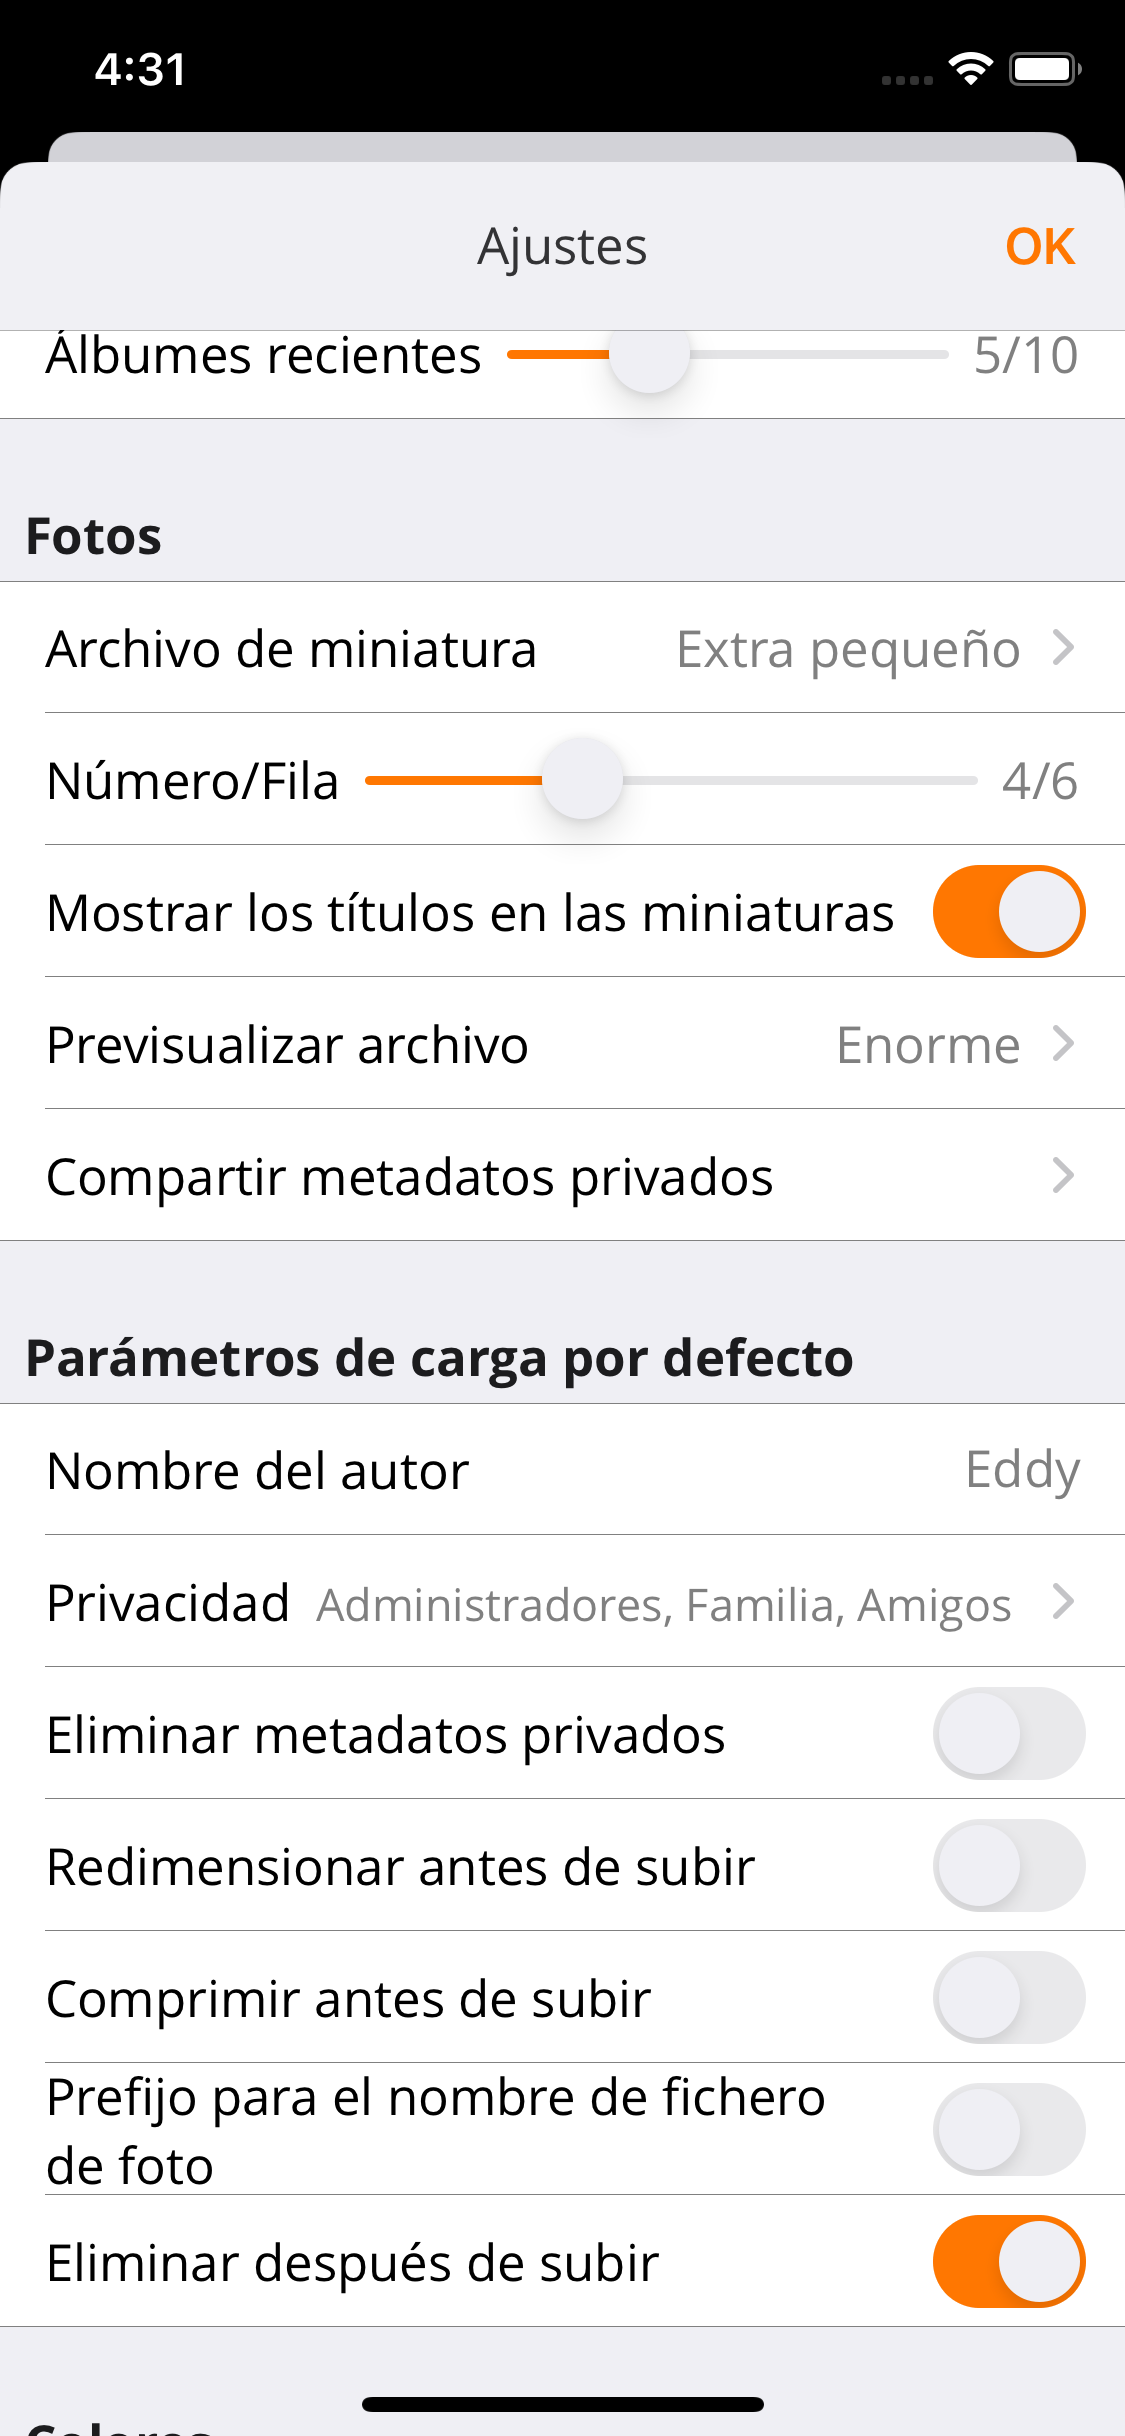 4:31
Ajustes
OK
Álbumes recientes
5/10
Fotos
Archivo de miniatura
Extra pequeño
Número/Fila
4/6
Mostrar los títulos en las miniaturas
Previsualizar archivo
Enorme
Compartir metadatos privados
Parámetros de carga por defecto
Nombre del autor
Eddy
Privacidad
Administradores, Familia, Amigos
Eliminar metadatos privados
Redimensionar antes de subir
Comprimir antes de subir
Prefijo para el nombre de fichero
de foto
Eliminar después de subir